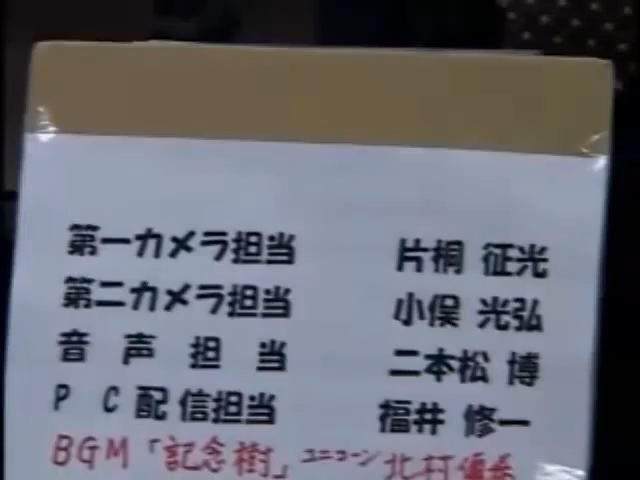 第一カメラ担当 片桐 征光
第二カメラ担当 小俣 光弘
音声担当 二本松 博
PC配信担当 福井 修一
BGM「記念樹」ユニコーン 北村